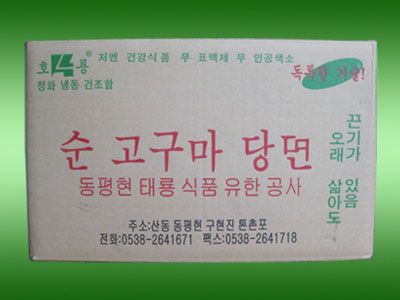 호4룡® 저엔 건강식품 무 표백제 무 인공색소
정화 냉동 건조함
독특한 기술!
순 고구마 당면
동평현 태룡 식품 유한 공사
끈기가 있음
오래 삶아도
주소:산동 동평현 구현진 톤촌포
전화:0538-2641671 팩스:0538-2641718